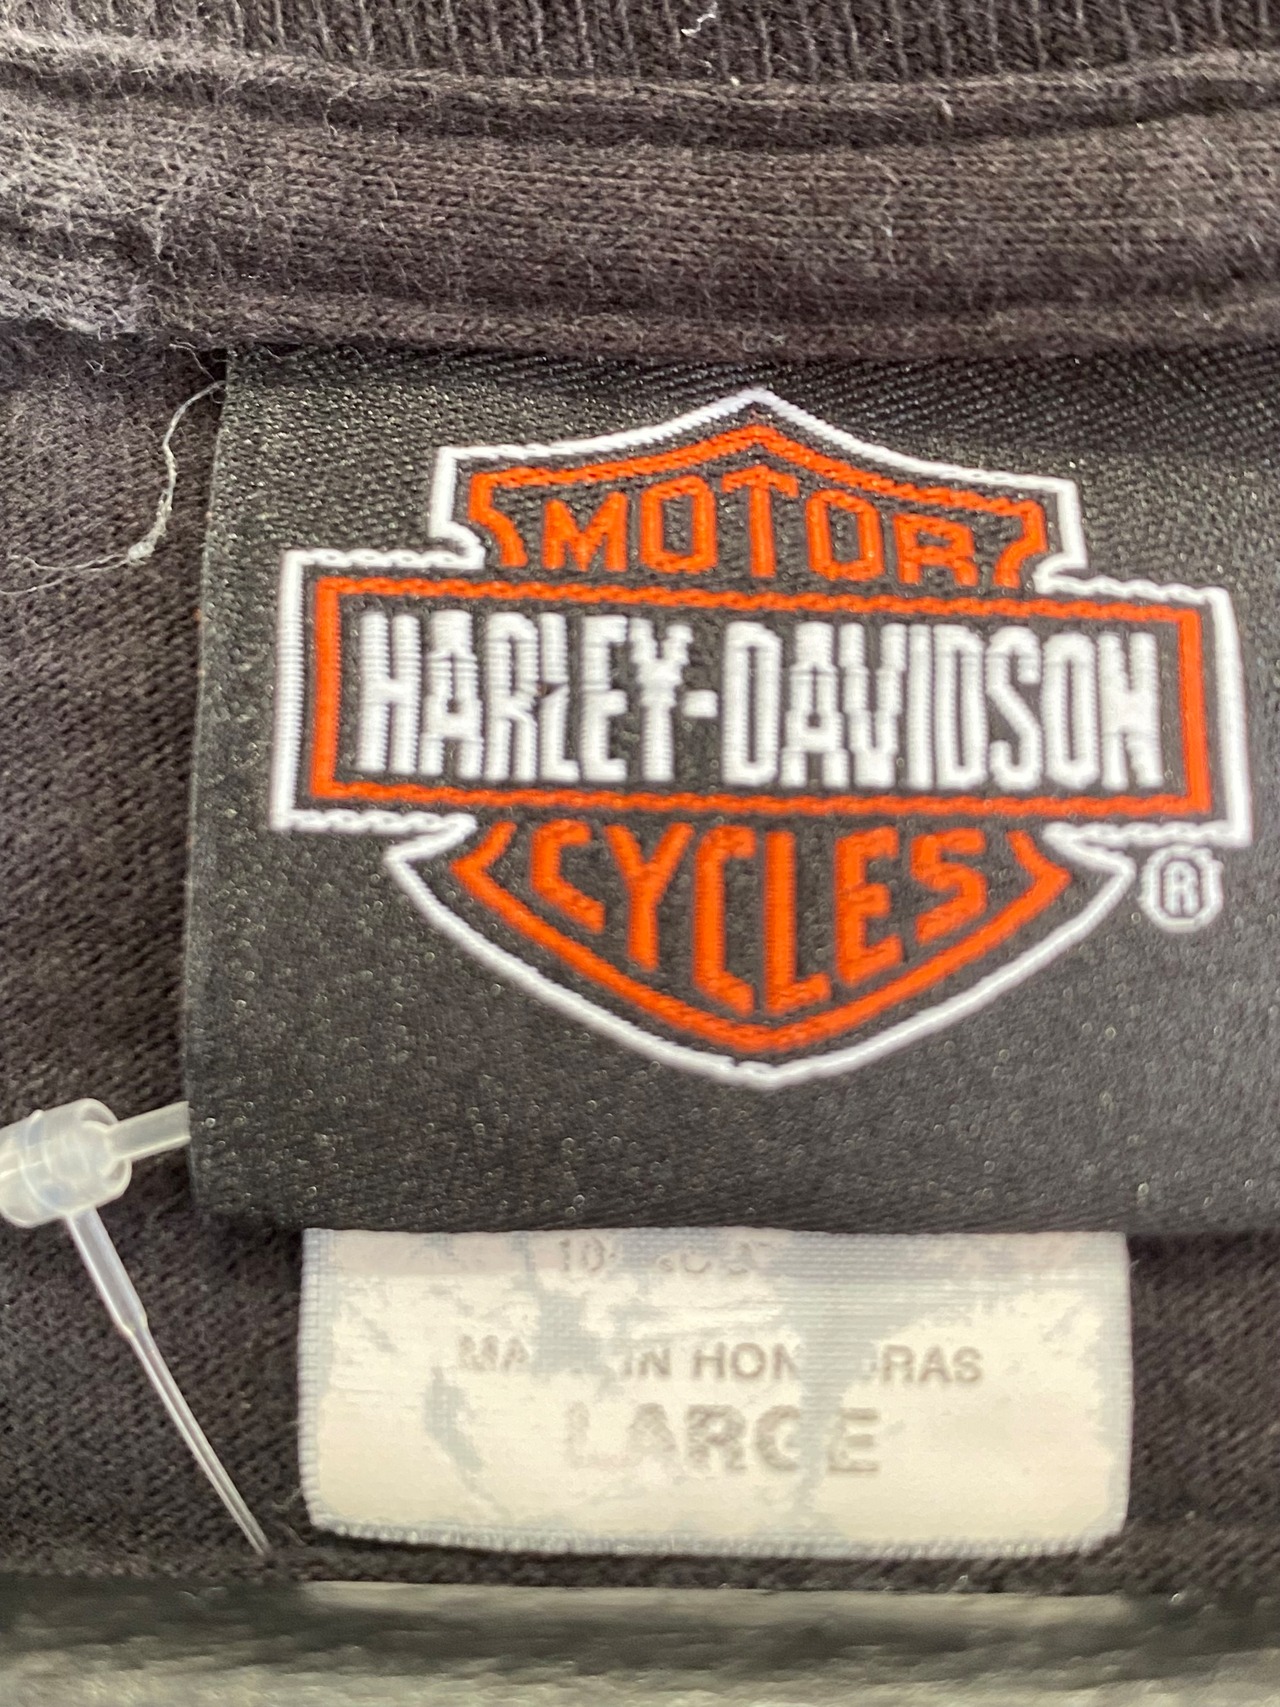 MOTOR
HARLEY-DAVIDSON
CYCLES
®
IN
LARGE